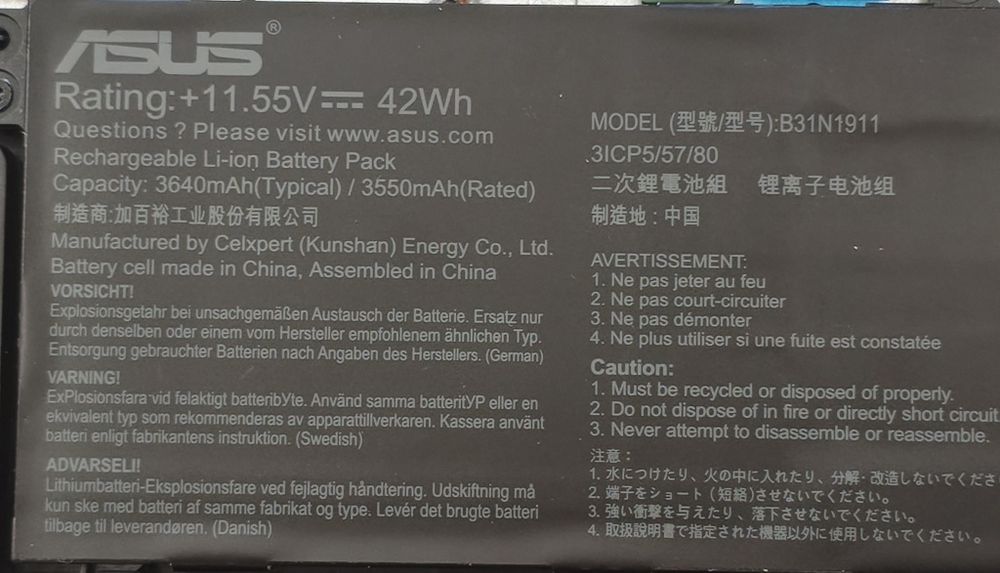 ASUS®
Rating:+11.55V⎓ 42Wh
Questions ? Please visit www.asus.com
Rechargeable Li-ion Battery Pack
Capacity: 3640mAh(Typical) / 3550mAh(Rated)
制造商:加百裕工业股份有限公司
Manufactured by Celxpert (Kunshan) Energy Co., Ltd.
Battery cell made in China, Assembled in China
VORSICHT!
Explosionsgetahr bei unsachgemäßen Austausch der Batterie. Ersatz nur
durch denselben oder einem vom Hersteller empfohlenem ähnlichen Typ.
Entsorgung gebrauchter Batterien nach Angaben des Herstellers. (German)
VARNING!
ExPlosionsfara vid felaktigt batteribyte. Använd samma batterityP eller en
ekvivalent typ som rekommenderas av apparattillverkaren. Kassera använt
batteri enligt fabrikantens instruktion. (Swedish)
ADVARSELI!
Lithiumbatteri-Eksplosionsfare ved fejlagtig håndtering. Udskiftning må
kun ske med batteri af samme fabrikat og type. Levér det brugte batteri
tilbage til leverandøren. (Danish)
MODEL (型號/型号):B31N1911
3ICP5/57/80
二次鋰電池組 锂离子电池组
制造地：中国
AVERTISSEMENT:
1. Ne pas jeter au feu
2. Ne pas court-circuiter
3. Ne pas démonter
4. Ne plus utiliser si une fuite est constatée
Caution:
1. Must be recycled or disposed of properly.
2. Do not dispose of in fire or directly short circuit
3. Never attempt to disassemble or reassemble.
注意：
1. 水につけたり、火の中に入れたり、分解·改造しないでくださ
2. 端子をショート（短絡)させないでください。
3. 強い衝撃を与えたり、落下させないでください。
4. 取扱說明書で指定された機器以外に使用しないでください。